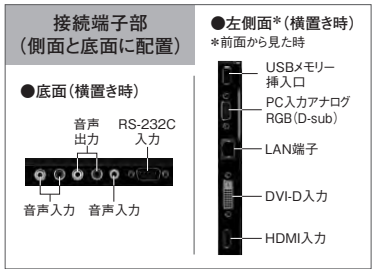 接続端子部
（側面と底面に配置）
●底面（横置き時）
音声
出力
RS-232C
入力
音声入力
音声入力
●左側面*（横置き時）
*前面から見た時
USBメモリー
挿入口
PC入力アナログ
RGB（D-sub）
LAN端子
DVI-D入力
HDMI入力